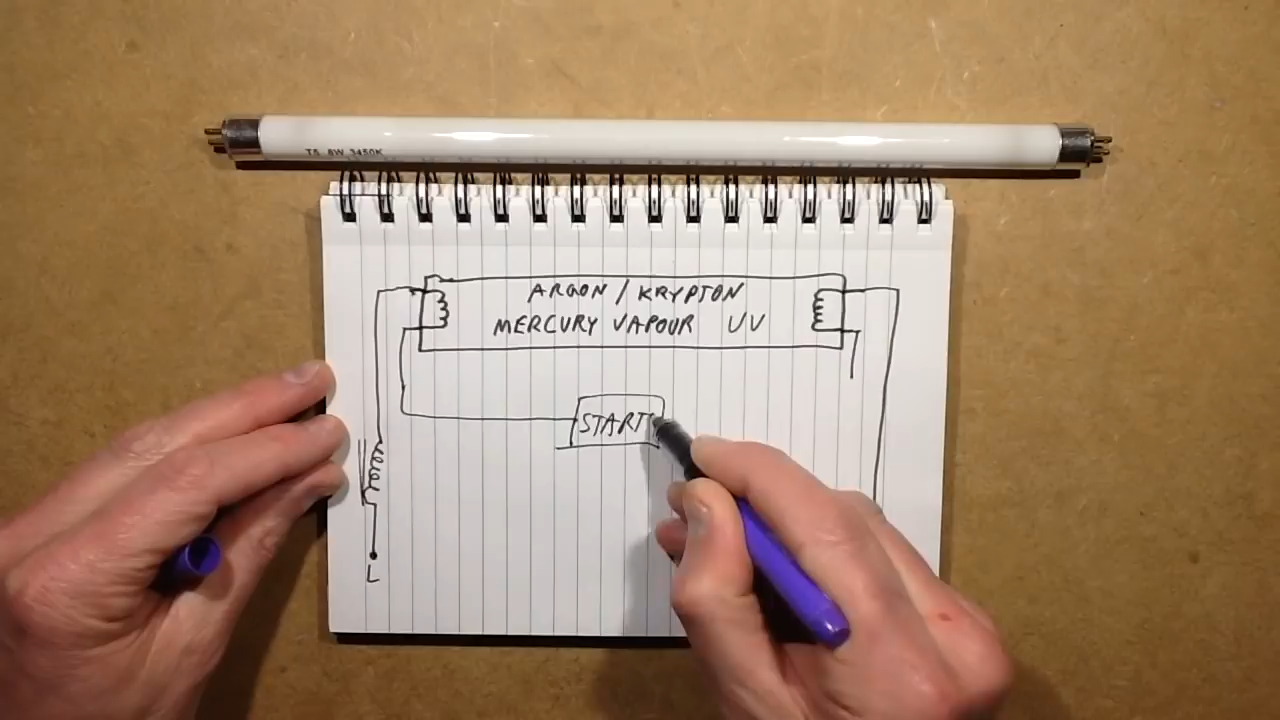 T5 8W 3450K
ARGON / KRYPTON
MERCURY VAPOUR UV
START
L